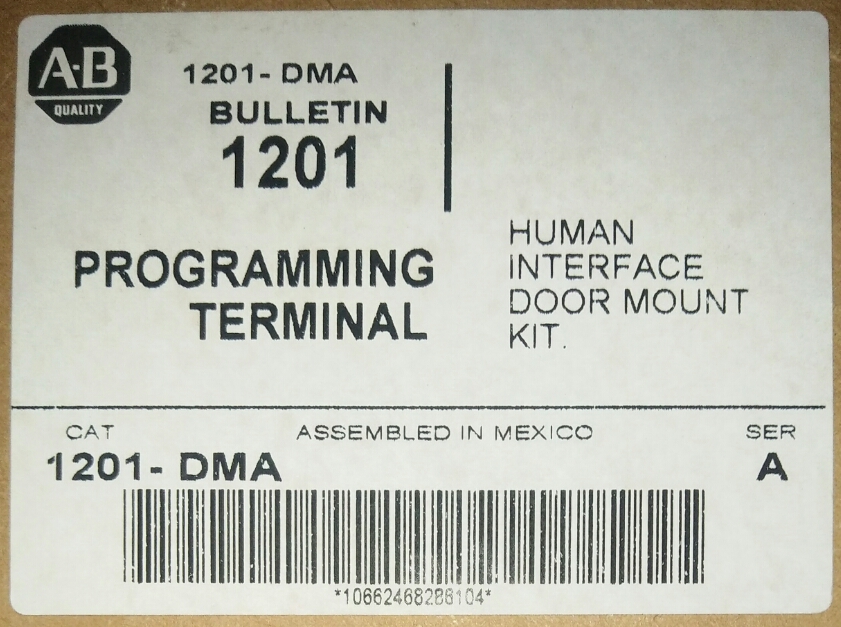 A-B
QUALITY
1201- DMA
BULLETIN
1201
PROGRAMMING
TERMINAL
HUMAN
INTERFACE
DOOR MOUNT
KIT.
CAT
ASSEMBLED IN MEXICO
SER
1201- DMA
A
*10662468286104*